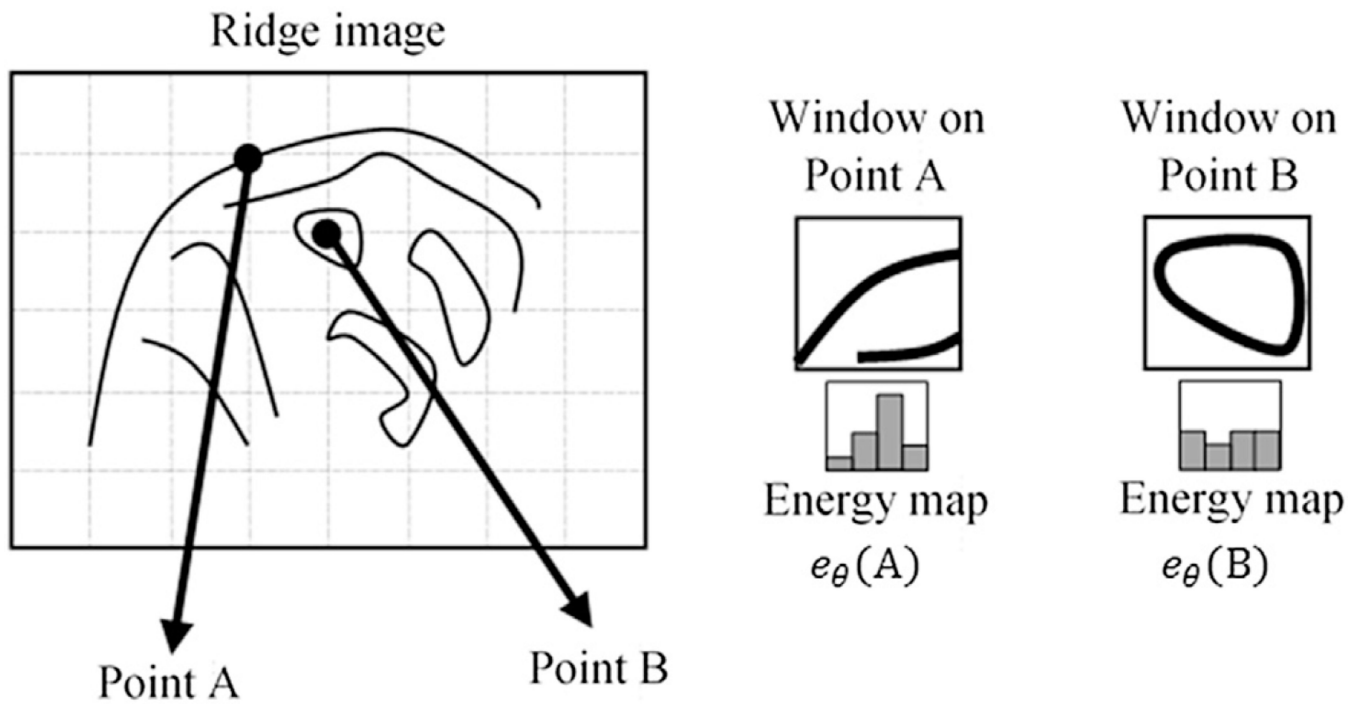 Ridge image
Point A
Point B
Window on
Point A
Energy map
e_θ(A)
Window on
Point B
Energy map
e_θ(B)